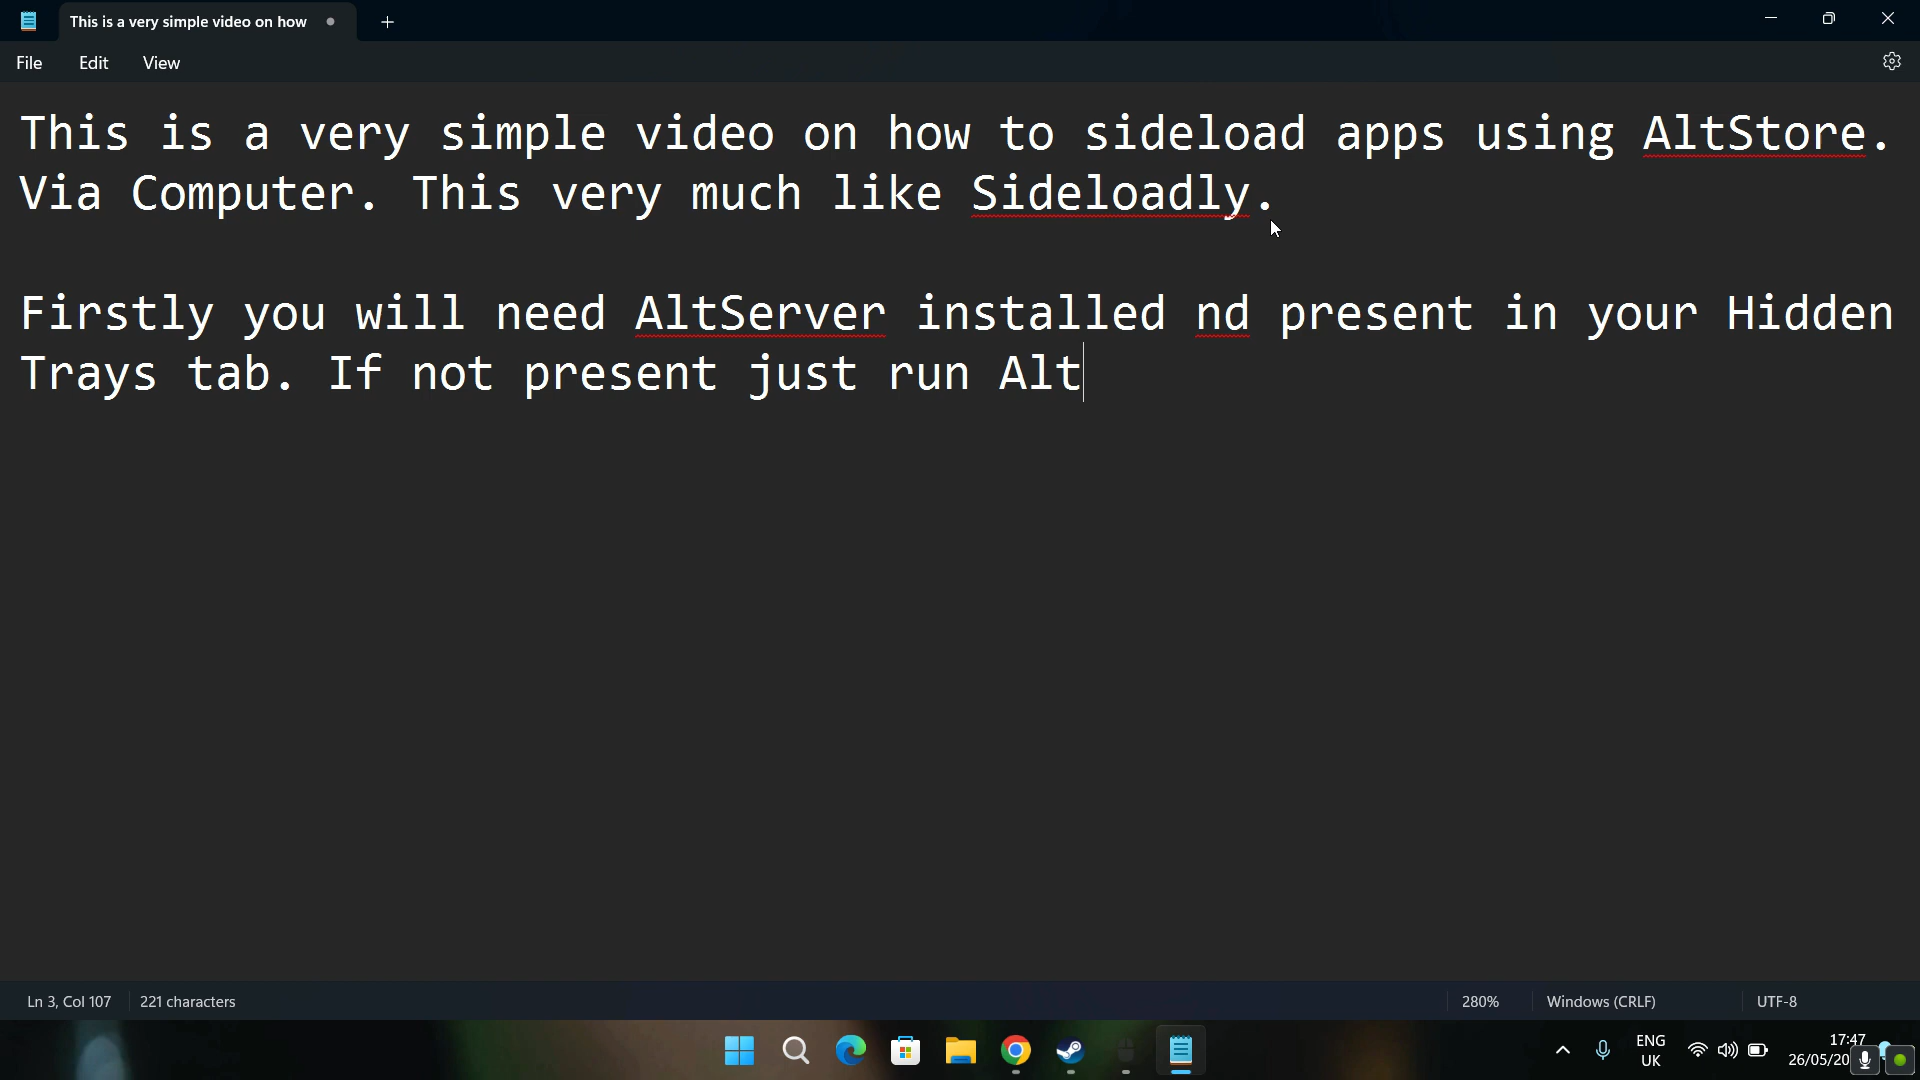 This is a very simple video on how
File Edit View
This is a very simple video on how to sideload apps using AltStore.
Via Computer. This very much like Sideloadly.
Firstly you will need AltServer installed nd present in your Hidden
Trays tab. If not present just run Alt
Ln 3, Col 107 221 characters 280% Windows (CRLF) UTF-8
ENG
UK
17:47
26/05/20